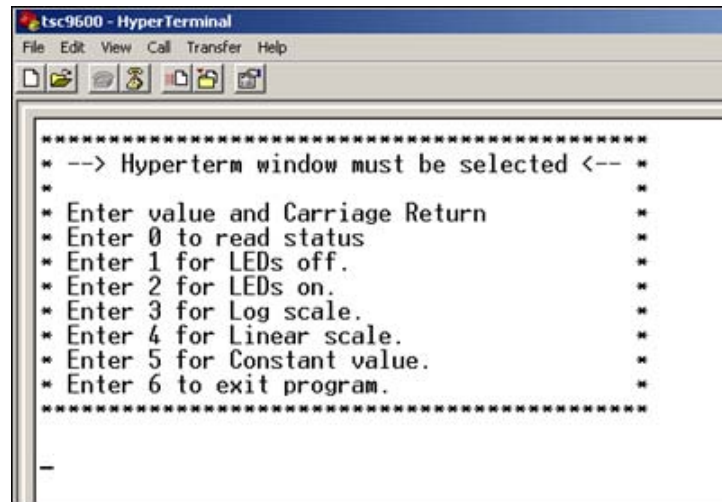 tsc9600 - HyperTerminal
File Edit View Call Transfer Help
*********************************************
* --> Hyperterm window must be selected <-- *
* *
* Enter value and Carriage Return *
* Enter 0 to read status *
* Enter 1 for LEDs off. *
* Enter 2 for LEDs on. *
* Enter 3 for Log scale. *
* Enter 4 for Linear scale. *
* Enter 5 for Constant value. *
* Enter 6 to exit program. *
*********************************************
_